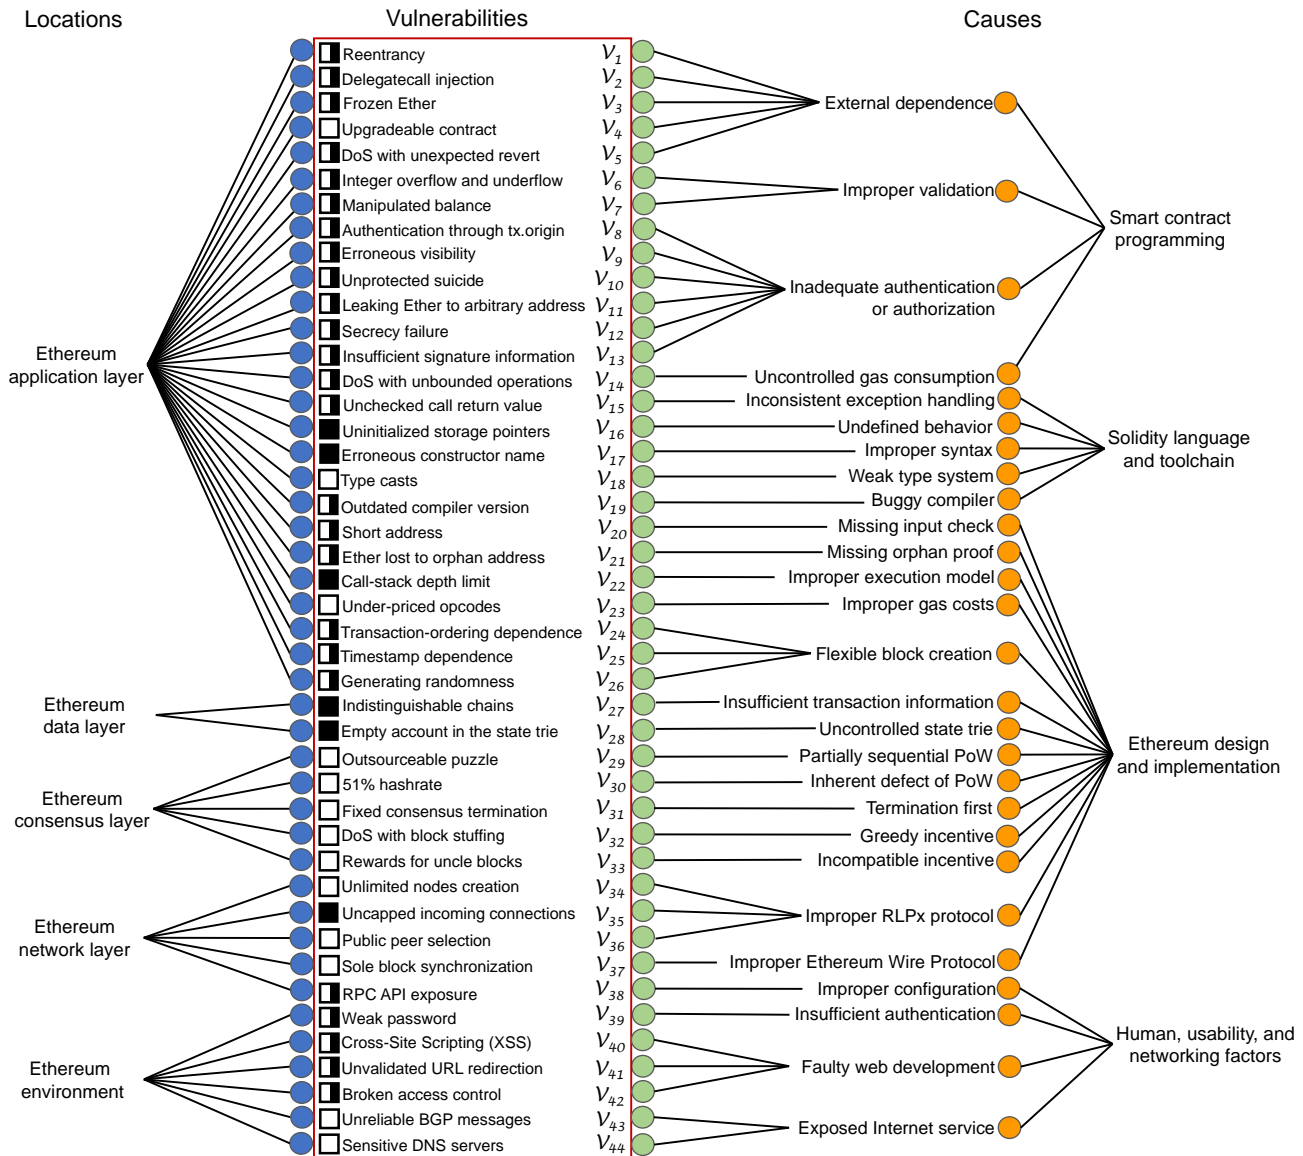 Locations
Vulnerabilities
Causes
Reentrancy
Delegatecall injection
Frozen Ether
Upgradeable contract
DoS with unexpected revert
Integer overflow and underflow
Manipulated balance
Authentication through tx.origin
Erroneous visibility
Unprotected suicide
Leaking Ether to arbitrary address
Secrecy failure
Insufficient signature information
DoS with unbounded operations
Unchecked call return value
Uninitialized storage pointers
Erroneous constructor name
Type casts
Outdated compiler version
Short address
Ether lost to orphan address
Call-stack depth limit
Under-priced opcodes
Transaction-ordering dependence
Timestamp dependence
Generating randomness
Indistinguishable chains
Empty account in the state trie
Outsourceable puzzle
51% hashrate
Fixed consensus termination
DoS with block stuffing
Rewards for uncle blocks
Unlimited nodes creation
Uncapped incoming connections
Public peer selection
Sole block synchronization
RPC API exposure
Weak password
Cross-Site Scripting (XSS)
Unvalidated URL redirection
Broken access control
Unreliable BGP messages
Sensitive DNS servers
V1
V2
V3
V4
V5
V6
V7
V8
V9
V10
V11
V12
V13
V14
V15
V16
V17
V18
V19
V20
V21
V22
V23
V24
V25
V26
V27
V28
V29
V30
V31
V32
V33
V34
V35
V36
V37
V38
V39
V40
V41
V42
V43
V44
Ethereum
application layer
Ethereum
data layer
Ethereum
consensus layer
Ethereum
network layer
Ethereum
environment
External dependence
Improper validation
Inadequate authentication
or authorization
Uncontrolled gas consumption
Inconsistent exception handling
Undefined behavior
Improper syntax
Weak type system
Buggy compiler
Missing input check
Missing orphan proof
Improper execution model
Improper gas costs
Flexible block creation
Insufficient transaction information
Uncontrolled state trie
Partially sequential PoW
Inherent defect of PoW
Termination first
Greedy incentive
Incompatible incentive
Improper RLPx protocol
Improper Ethereum Wire Protocol
Improper configuration
Insufficient authentication
Faulty web development
Exposed Internet service
Smart contract
programming
Solidity language
and toolchain
Ethereum design
and implementation
Human, usability, and
networking factors